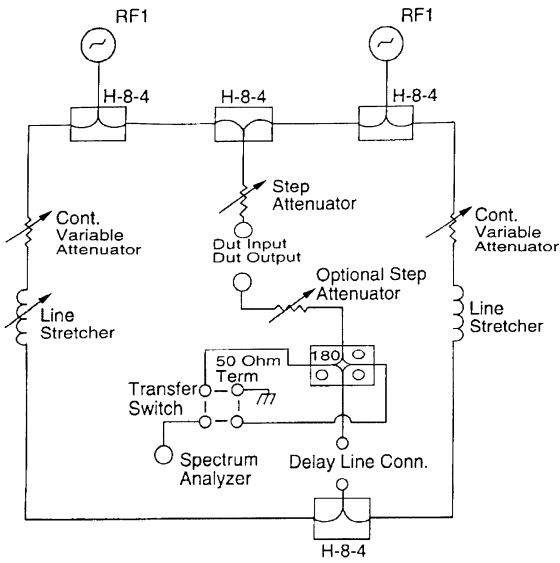 RF1
RF1
H-8-4
H-8-4
H-8-4
Step
Attenuator
Cont.
Variable
Attenuator
Cont.
Variable
Attenuator
Dut Input
Dut Output
Optional Step
Attenuator
Line
Stretcher
Line
Stretcher
50 Ohm
Term
180
O
O
O
Transfer
Switch
Spectrum
Analyzer
Delay Line Conn.
H-8-4